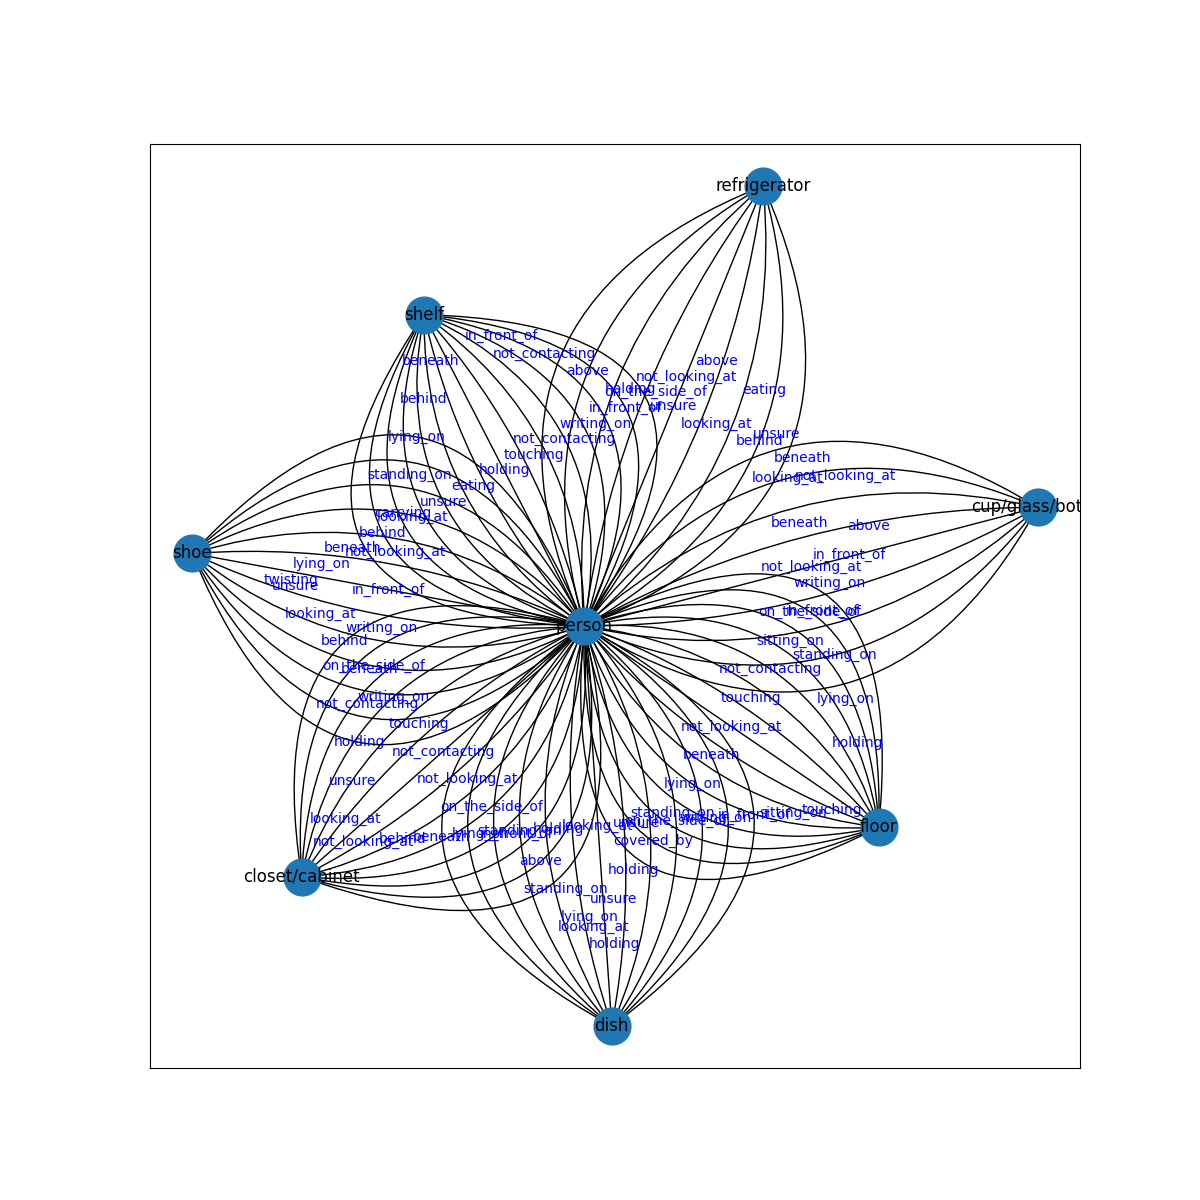 refrigerator
shelf
in_front_of
not_contacting
beneath
above
above
not_looking_at
holding
on_the_side_of
eating
behind
in_front_of
unsure
writing_on
looking_at
lying_on
not_contacting
unsure
behind
touching
beneath
holding
standing_on
looking_at
not_looking_at
eating
unsure
cup/glass/bot
carrying
looking_at
beneath
above
behind
beneath
not_looking_at
shoe
in_front_of
lying_on
not_looking_at
twisting
unsure
in_front_of
writing_on
looking_at
on_the_side_of
in_front_of
writing_on
person
behind
sitting_on
standing_on
on_the_side_of
beneath
not_contacting
writing_on
not_contacting
touching
lying_on
touching
not_looking_at
holding
holding
not_contacting
beneath
unsure
not_looking_at
lying_on
on_the_side_of
looking_at
standing_on
in_front_of
sitting_on
touching
floor
not_looking_at
behind
beneath
holding
looking_at
covered_by
above
holding
closet/cabinet
standing_on
unsure
lying_on
looking_at
holding
dish